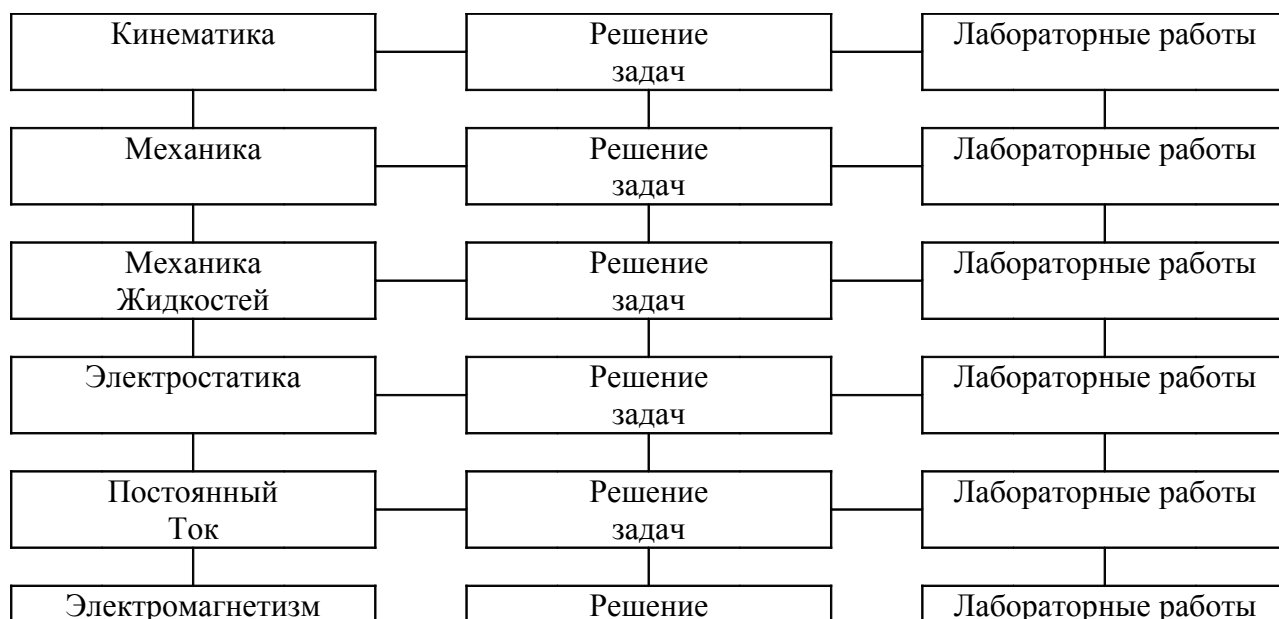 Кинематика
Решение
задач
Лабораторные работы
Механика
Решение
задач
Лабораторные работы
Механика
Жидкостей
Решение
задач
Лабораторные работы
Электростатика
Решение
задач
Лабораторные работы
Постоянный
Ток
Решение
задач
Лабораторные работы
Электромагнетизм
Решение
Лабораторные работы